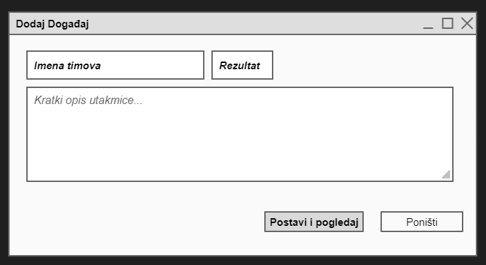 Dodaj Događaj
Imena timova
Rezultat
Kratki opis utakmice...
Postavi i pogledaj
Poništi